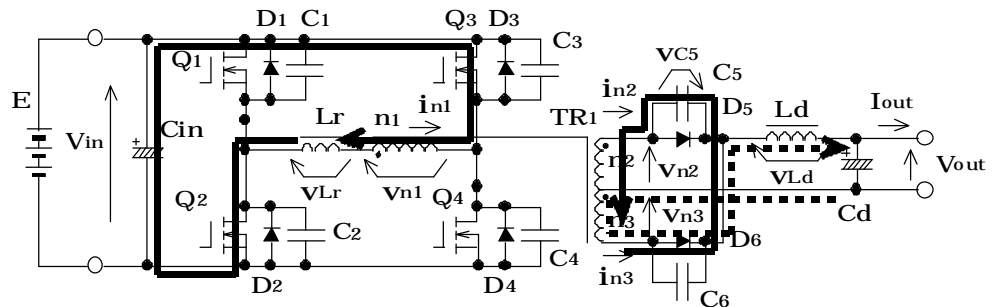 D1 C1 Q3 D3
C3
Q1
E
Vin
Cin
+
Lr n1 in1
vLr vn1
Q2 Q4
C2
C4
D2 D4
vC5 C5
in2 D5
TR1
Ld Iout
n2
vn2
vLd
+
Vout
n3
vn3
Cd
D6
in3
C6